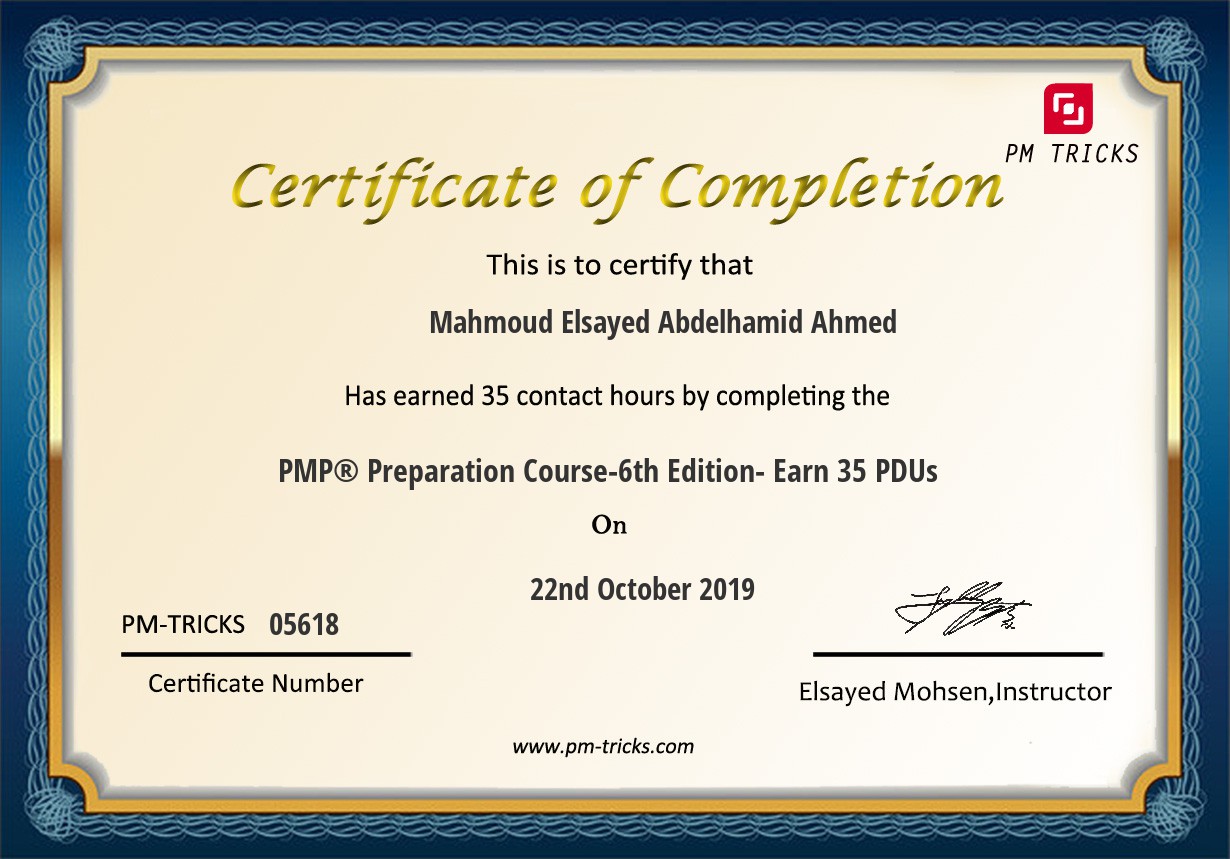 PM TRICKS
Certificate of Completion
This is to certify that
Mahmoud Elsayed Abdelhamid Ahmed
Has earned 35 contact hours by completing the
PMP® Preparation Course-6th Edition- Earn 35 PDUs
On
22nd October 2019
PM-TRICKS 05618
Certificate Number
Elsayed Mohsen,Instructor
www.pm-tricks.com